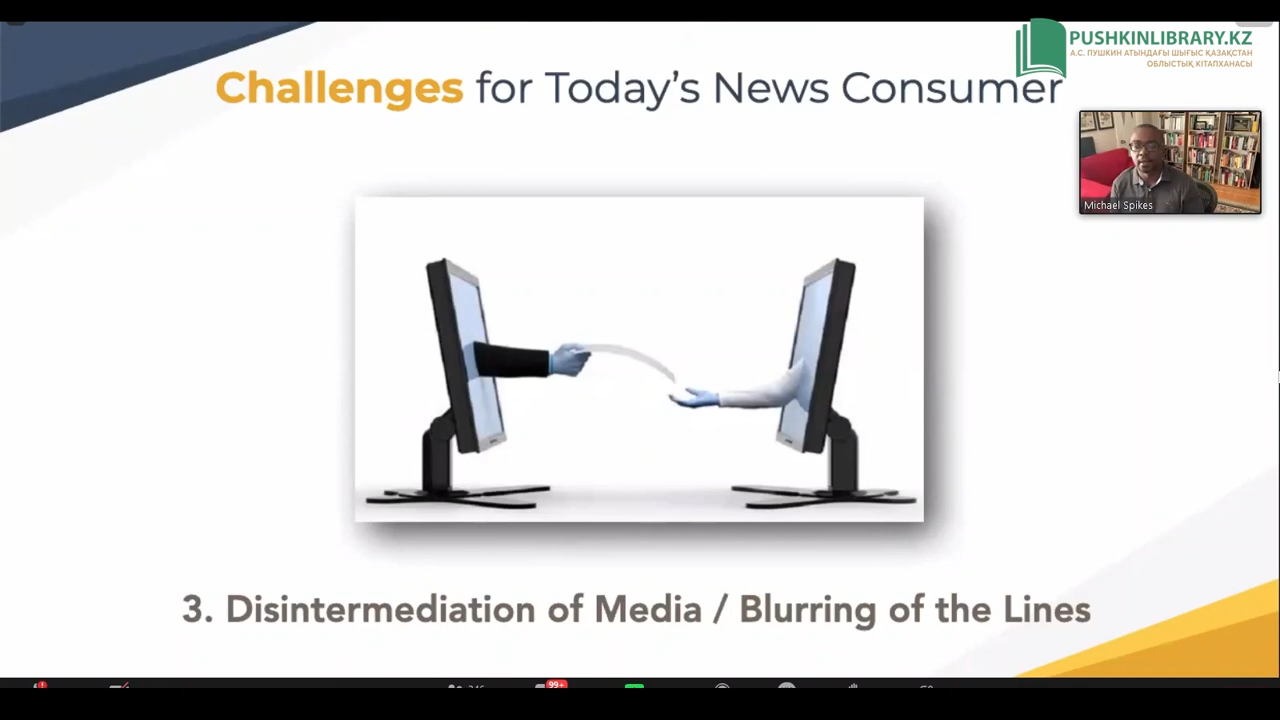 PUSHKINLIBRARY.KZ
А.С. ПУШКИН АТЫНДАҒЫ ШЫҒЫС ҚАЗАҚСТАН
ОБЛЫСТЫҚ КІТАПХАНАСЫ
Challenges for Today's News Consumer
Michael Spikes
3. Disintermediation of Media / Blurring of the Lines
99+